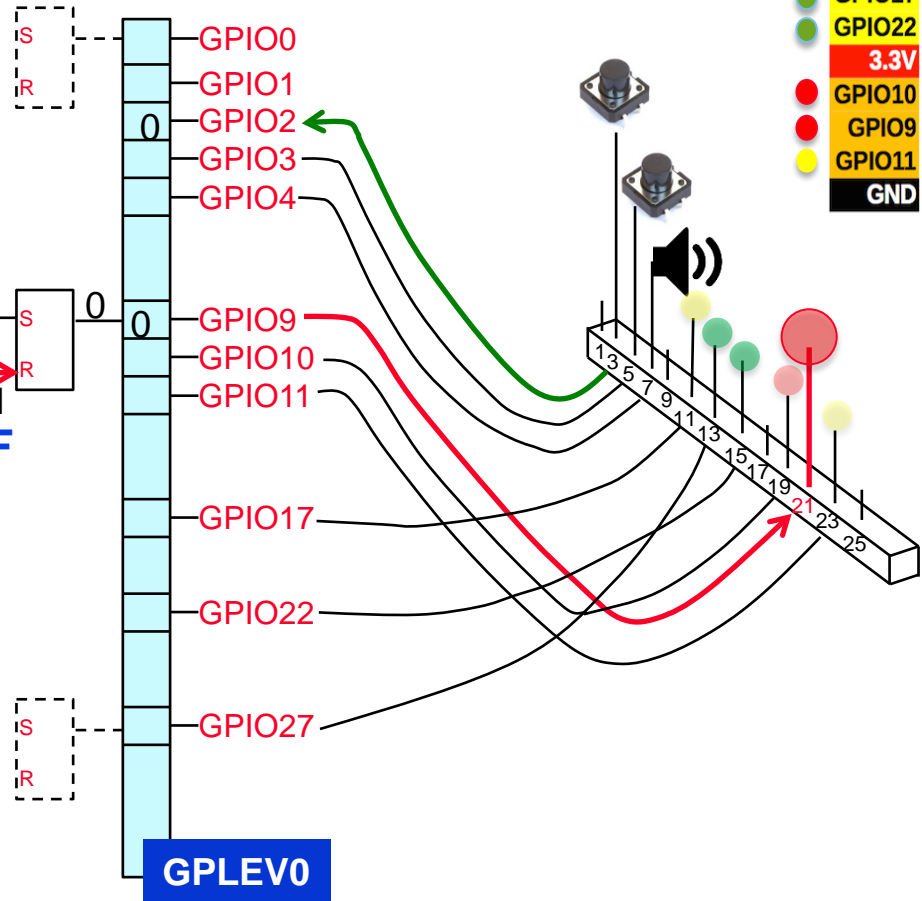 S
R
GPIO0
GPIO1
0
GPIO2
GPIO3
GPIO4
S
R
0
0
GPIO9
GPIO10
GPIO11
GPIO17
GPIO22
S
R
GPIO27
GPLEV0
1
3
5
7
9
11
13
15
17
19
21
23
25
GPIO22
3.3V
GPIO10
GPIO9
GPIO11
GND